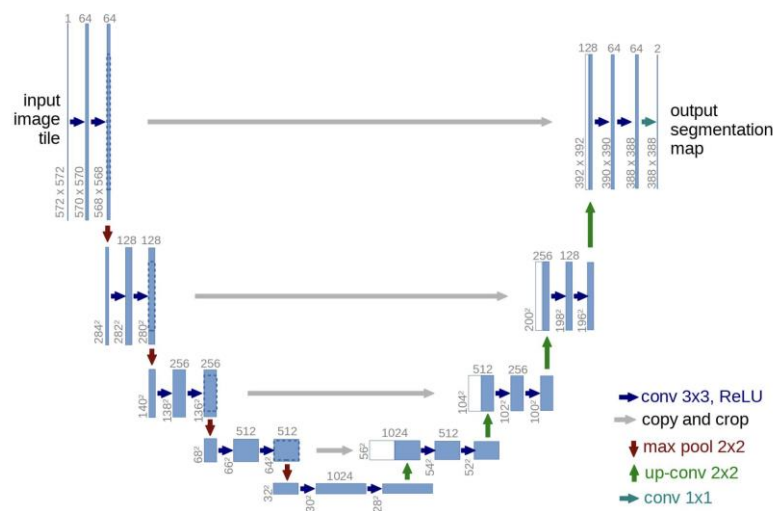 1
64
64
input
image
tile
572 x 572
570 x 570
568 x 568
128
64
64
2
output
segmentation
map
392 x 392
390 x 390
388 x 388
388 x 388
128
128
284²
282²
280²
256
128
200²
198²
196²
256
256
140²
138²
136²
512
256
104²
102²
100²
512
512
68²
66²
64²
1024
512
56²
54²
52²
1024
32²
30²
28²
conv 3x3, ReLU
copy and crop
max pool 2x2
up-conv 2x2
conv 1x1